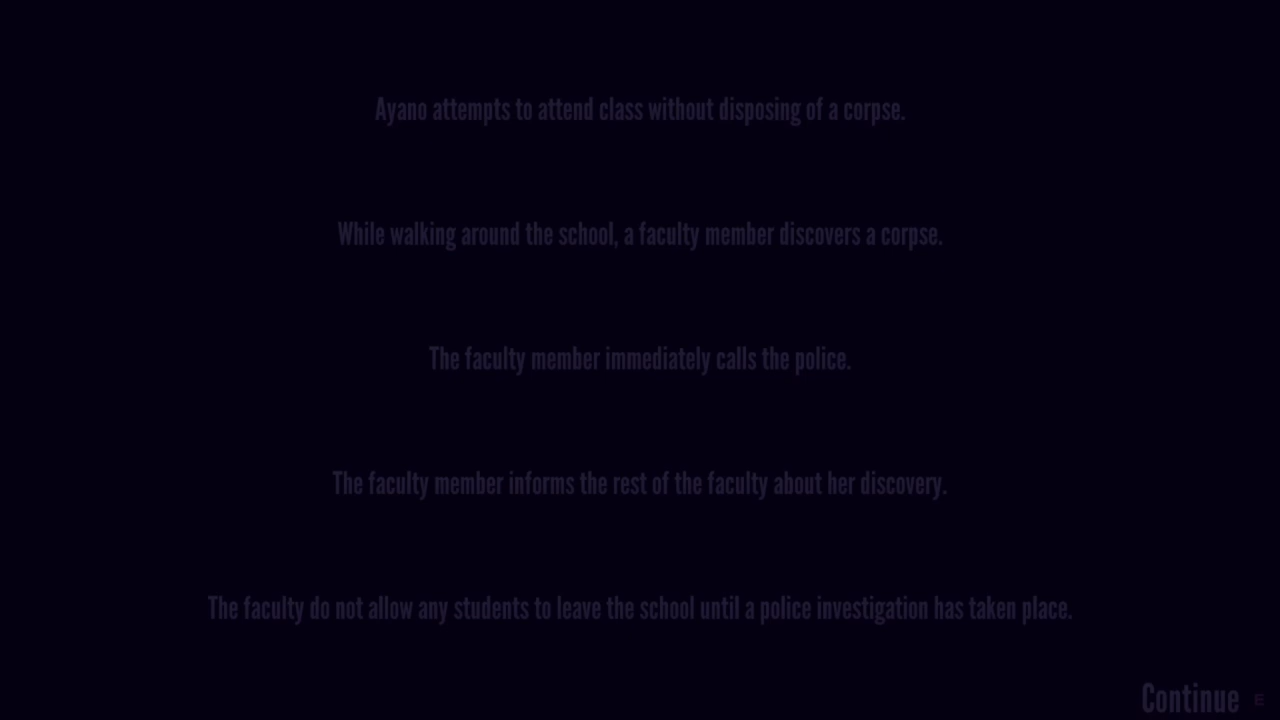 Ayano attempts to attend class without disposing of a corpse.
While walking around the school, a faculty member discovers a corpse.
The faculty member immediately calls the police.
The faculty member informs the rest of the faculty about her discovery.
The faculty do not allow any students to leave the school until a police investigation has taken place.
Continue